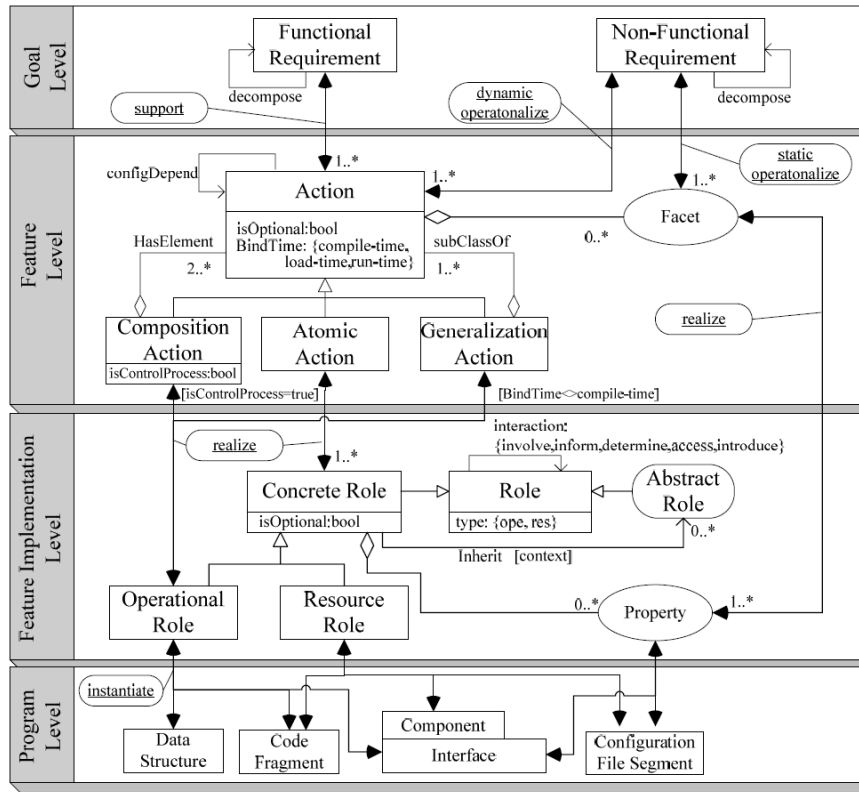 Goal
Level
Functional
Requirement
decompose
Non-Functional
Requirement
decompose
support
dynamic
operatonalize
static
operatonalize
Feature
Level
configDepend
1..*
Action
isOptional:bool
BindTime: {compile-time,
load-time,run-time}
1..*
1..*
Facet
0..*
HasElement
2..*
subClassOf
1..*
Composition
Action
isControlProcess:bool
Atomic
Action
Generalization
Action
realize
[isControlProcess=true]
[BindTime<>compile-time]
Feature Implementation
Level
realize
1..*
interaction:
{involve,inform,determine,access,introduce}
Concrete Role
isOptional:bool
Role
type: {ope, res}
Abstract
Role
0..*
Inherit [context]
Operational
Role
Resource
Role
0..*
Property
1..*
Program
Level
instantiate
Data
Structure
Code
Fragment
Component
Interface
Configuration
File Segment